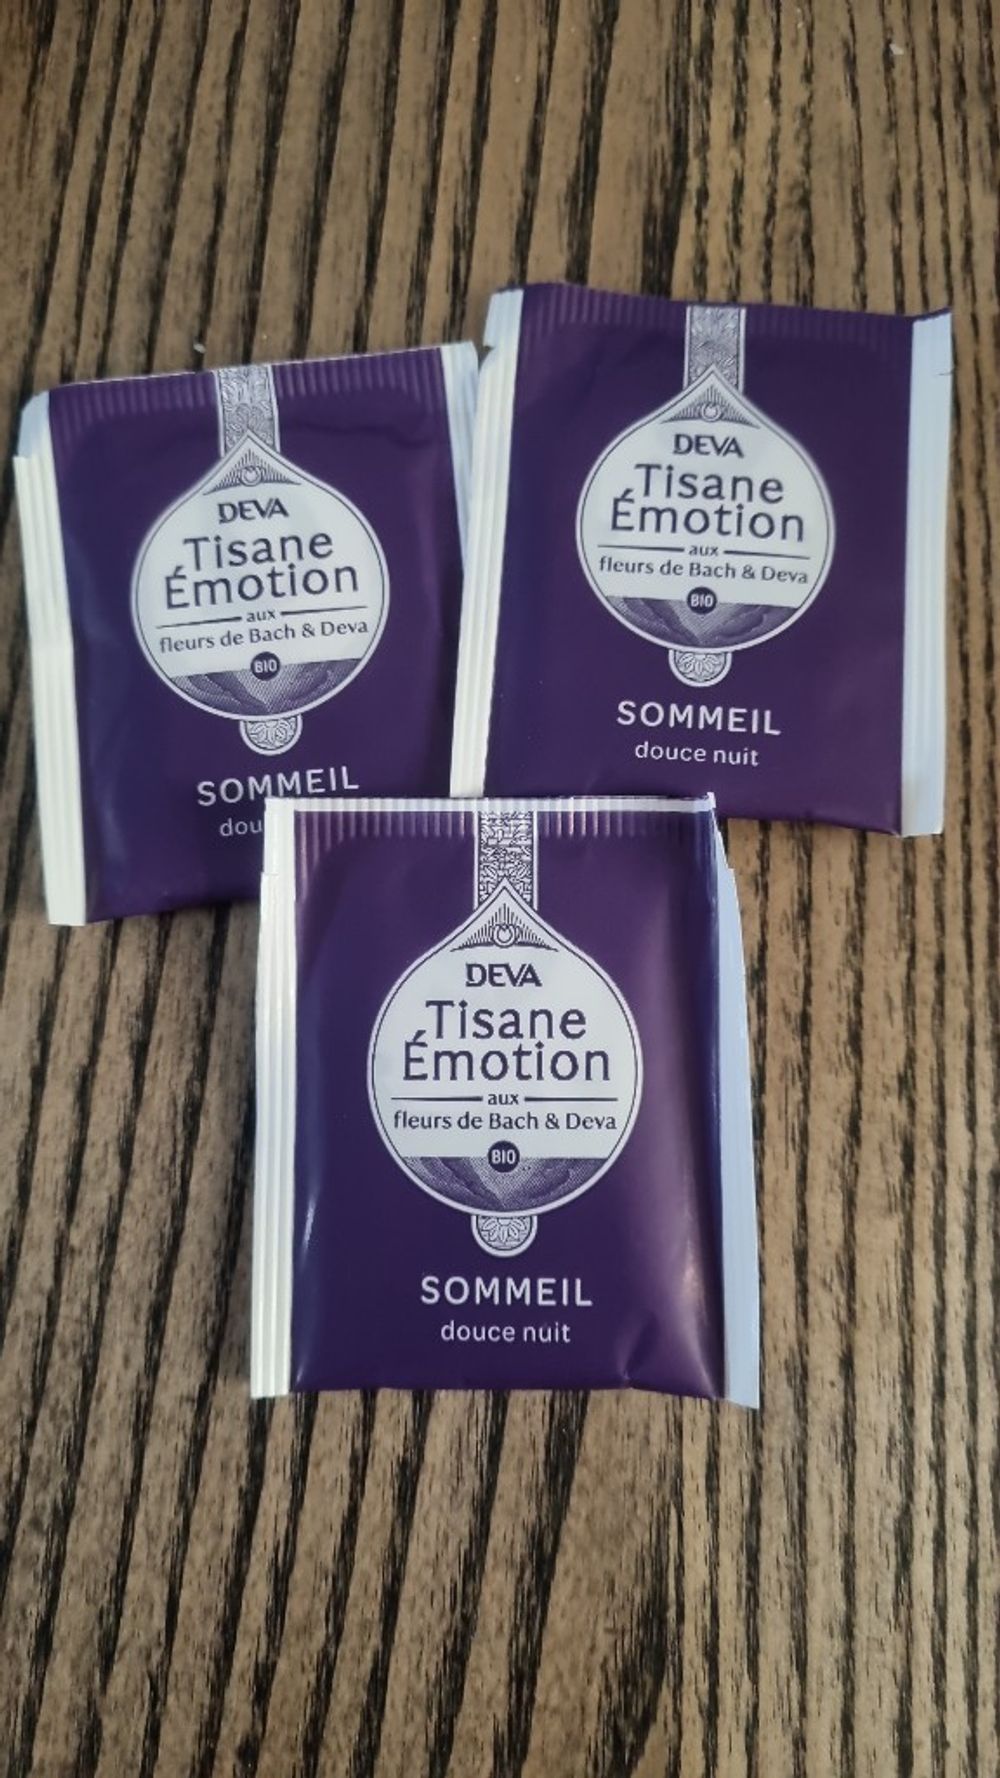 DEVA
Tisane
Émotion
aux
fleurs de Bach & Deva
BIO
SOMMEIL
dou
DEVA
Tisane
Émotion
aux
fleurs de Bach & Deva
BIO
SOMMEIL
douce nuit
DEVA
Tisane
Émotion
aux
fleurs de Bach & Deva
BIO
SOMMEIL
douce nuit